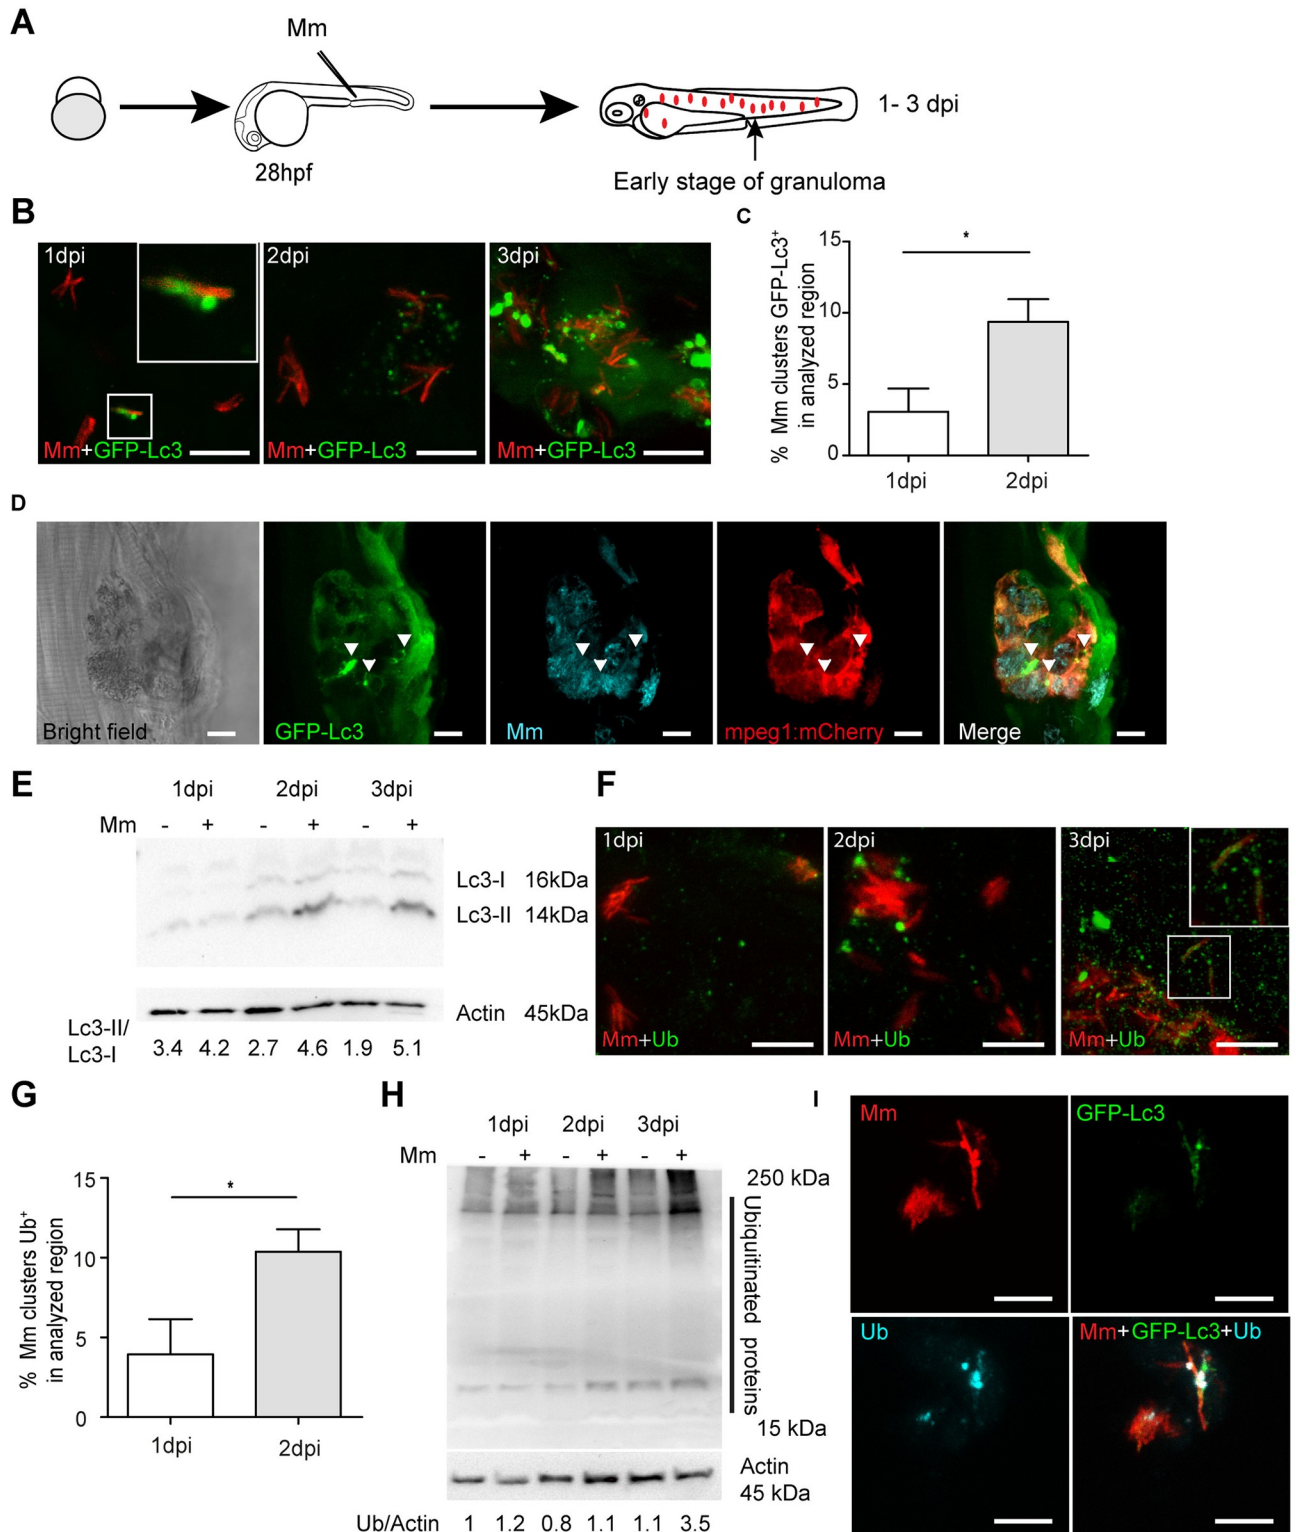 A
Mm
28hpf
1- 3 dpi
Early stage of granuloma
B
1dpi
Mm+GFP-Lc3
2dpi
Mm+GFP-Lc3
3dpi
Mm+GFP-Lc3
C
% Mm clusters GFP-Lc3+
in analyzed region
15
10
5
0
*
1dpi 2dpi
D
Bright field
GFP-Lc3
Mm
mpeg1:mCherry
Merge
E
1dpi 2dpi 3dpi
Mm - + - + - +
Lc3-I 16kDa
Lc3-II 14kDa
Actin 45kDa
Lc3-II/
Lc3-I 3.4 4.2 2.7 4.6 1.9 5.1
F
1dpi
Mm+Ub
2dpi
Mm+Ub
3dpi
Mm+Ub
G
% Mm clusters Ub+
in analyzed region
15
10
5
0
*
1dpi 2dpi
H
1dpi 2dpi 3dpi
Mm - + - + - +
250 kDa
Ubiquitinated proteins
15 kDa
Actin
45 kDa
Ub/Actin 1 1.2 0.8 1.1 1.1 3.5
I
Mm
GFP-Lc3
Ub
Mm+GFP-Lc3+Ub